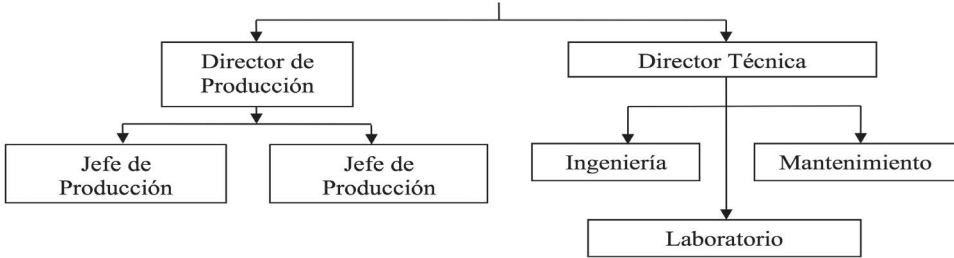 Director de
Producción
Director Técnica
Jefe de
Producción
Jefe de
Producción
Ingeniería
Mantenimiento
Laboratorio